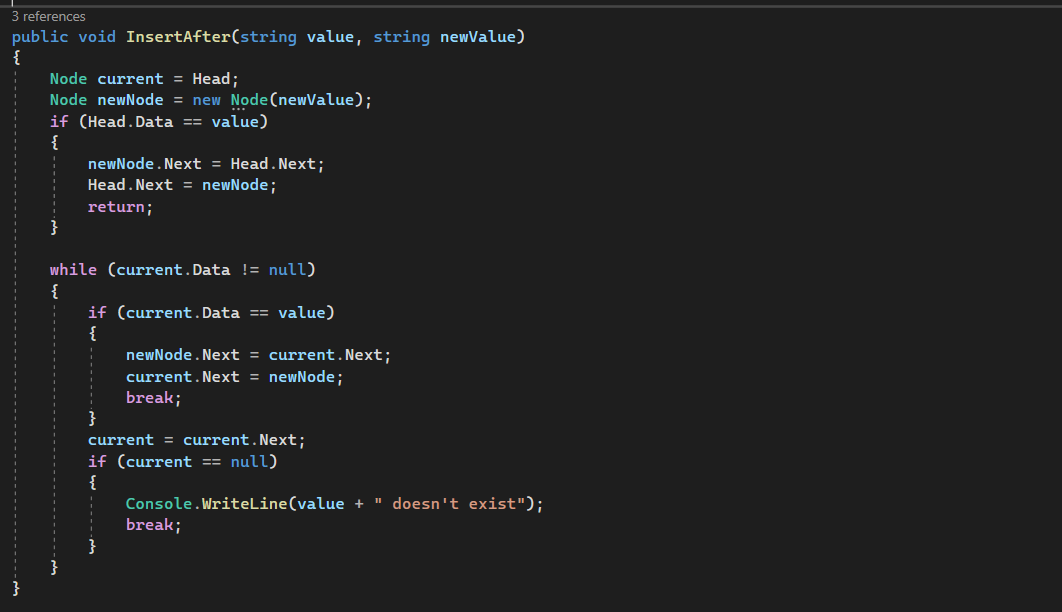 3 references
public void InsertAfter(string value, string newValue)
{
    Node current = Head;
    Node newNode = new Node(newValue);
    if (Head.Data == value)
    {
        newNode.Next = Head.Next;
        Head.Next = newNode;
        return;
    }

    while (current.Data != null)
    {
        if (current.Data == value)
        {
            newNode.Next = current.Next;
            current.Next = newNode;
            break;
        }
        current = current.Next;
        if (current == null)
        {
            Console.WriteLine(value + " doesn't exist");
            break;
        }
    }
}